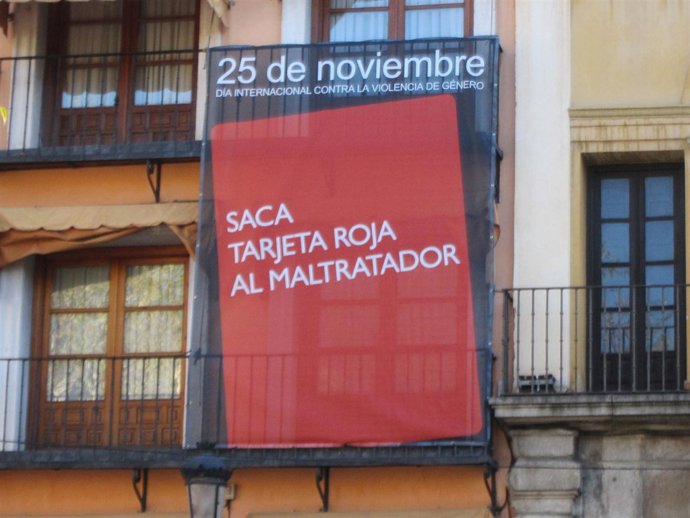 25 de noviembre
DÍA INTERNACIONAL CONTRA LA VIOLENCIA DE GÉNERO
SACA
TARJETA ROJA
AL MALTRATADOR